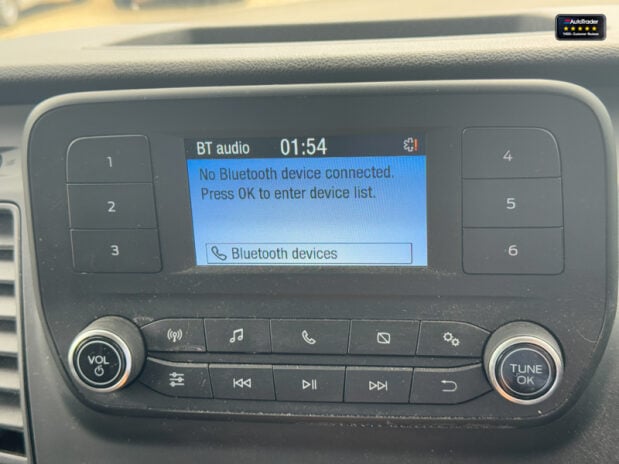 AutoTrader
BT audio 01:54
No Bluetooth device connected.
Press OK to enter device list.
Bluetooth devices
1
2
3
4
5
6
VOL
TUNE
OK